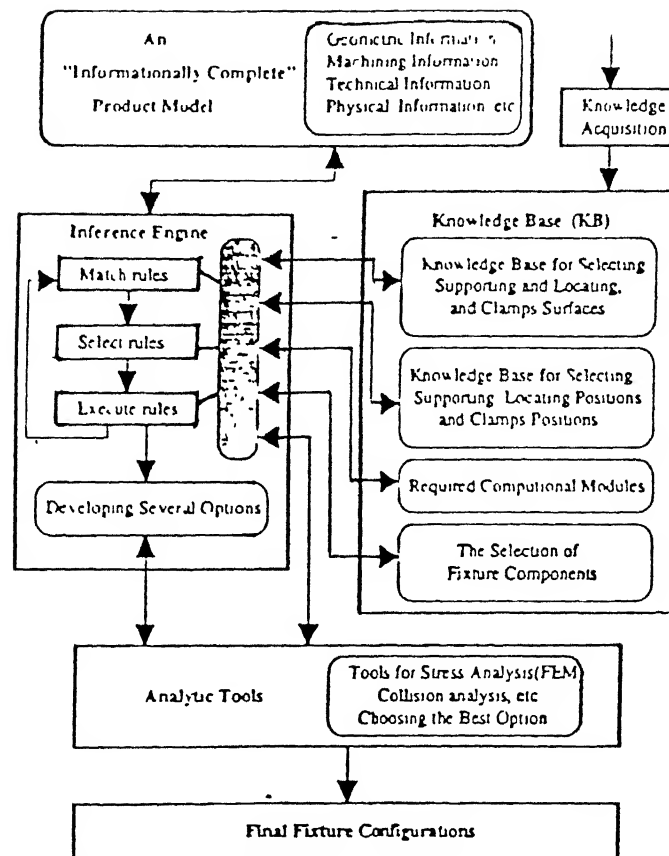 An
"Informationally Complete"
Product Model
Geometric Information
Machining Information
Technical Information
Physical Information etc
Knowledge
Acquisition
Inference Engine
Match rules
Select rules
Execute rules
Developing Several Options
Knowledge Base (KB)
Knowledge Base for Selecting
Supporting and Locating,
and Clamps Surfaces
Knowledge Base for Selecting
Supporting Locating Positions
and Clamps Positions
Required Computional Modules
The Selection of
Fixture Components
Analytic Tools
Tools for Stress Analysis(FEM)
Collision analysis, etc
Choosing the Best Option
Final Fixture Configurations